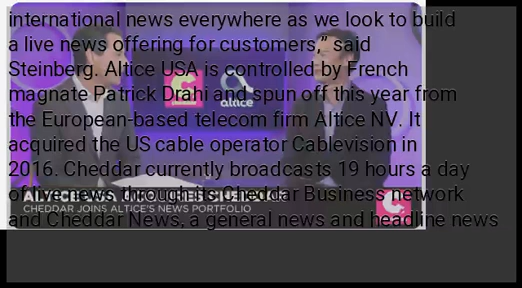 international news everywhere as we look to build
a live news offering for customers,” said
Steinberg. Altice USA is controlled by French
magnate Patrick Drahi and spun off this year from
the European-based telecom firm Altice NV. It
acquired the US cable operator Cablevision in
2016. Cheddar currently broadcasts 19 hours a day
of live news through its Cheddar Business network
and Cheddar News, a general news and headline news
altice
CHEDDAR JOINS ALTICE'S NEWS PORTFOLIO